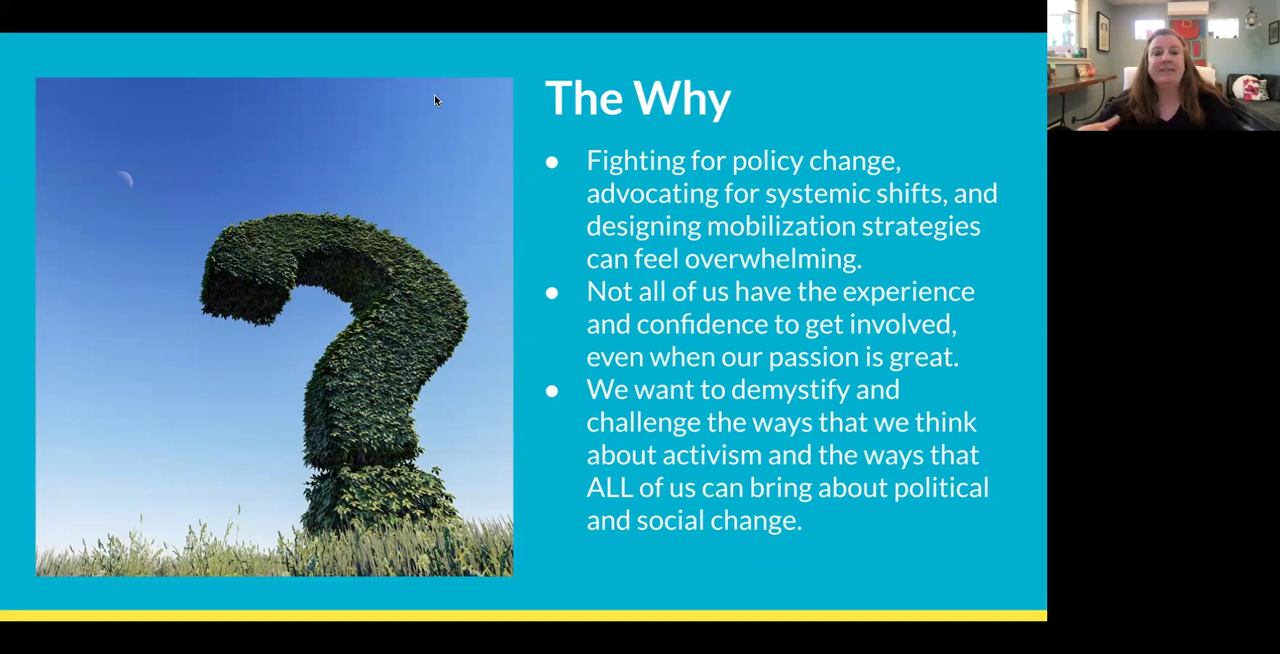 The Why
● Fighting for policy change,
advocating for systemic shifts, and
designing mobilization strategies
can feel overwhelming.
● Not all of us have the experience
and confidence to get involved,
even when our passion is great.
● We want to demystify and
challenge the ways that we think
about activism and the ways that
ALL of us can bring about political
and social change.